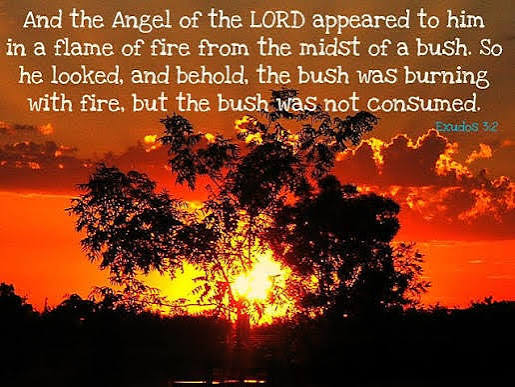 And the Angel of the LORD appeared to him
in a flame of fire from the midst of a bush. So
he looked, and behold, the bush was burning
with fire, but the bush was not consumed.
Exudos 3:2